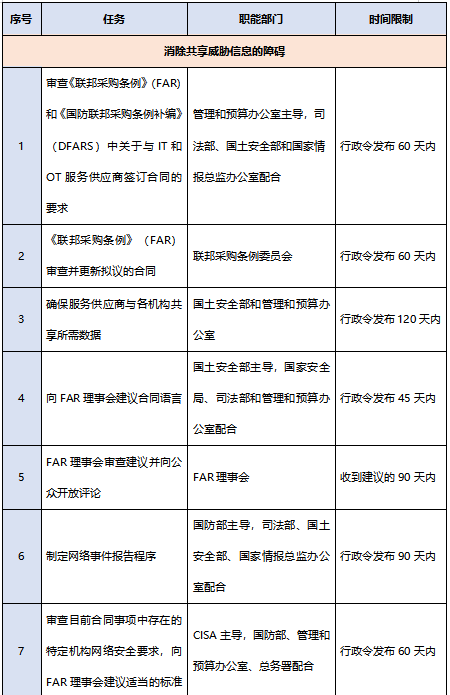 序号 任务 职能部门 时间限制
消除共享威胁信息的障碍
1
审查《联邦采购条例》(FAR)
和《国防联邦采购条例补编》
（DFARS）中关于与 IT 和
OT 服务供应商签订合同的
要求
管理和预算办公室主导，司
法部、国土安全部和国家情
报总监办公室配合
行政令发布 60 天内
2
《联邦采购条例》（FAR）
审查并更新拟议的合同
联邦采购条例委员会
行政令发布 60 天内
3
确保服务供应商与各机构共
享所需数据
国土安全部和管理和预算办
公室
行政令发布 120 天内
4
向 FAR 理事会建议合同语言
国土安全部主导，国家安全
局、司法部和管理和预算办
公室配合
行政令发布 45 天内
5
FAR 理事会审查建议并向公
众开放评论
FAR 理事会
收到建议的 90 天内
6
制定网络事件报告程序
国防部主导，司法部、国土
安全部、国家情报总监办公
室配合
行政令发布 90 天内
7
审查目前合同事项中存在的
特定机构网络安全要求，向
FAR 理事会建议适当的标准
CISA 主导，国防部、管理和
预算办公室、总务署配合
行政令发布 60 天内